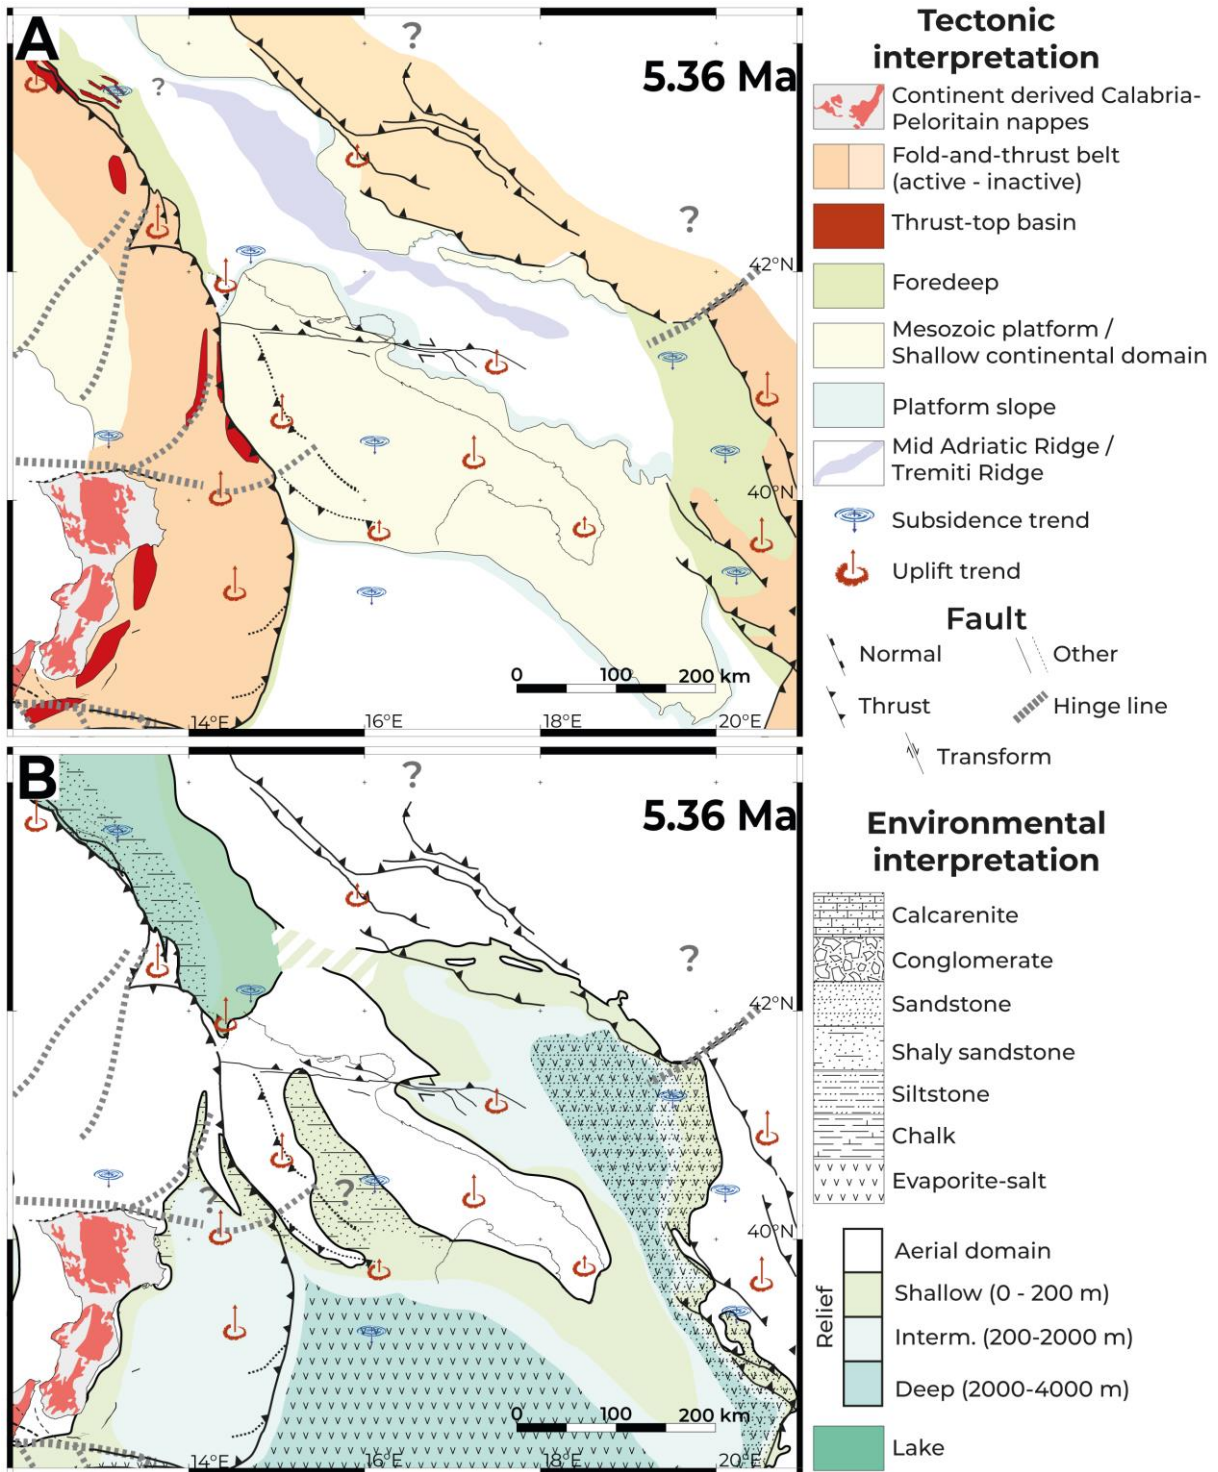 A
?
?
5.36 Ma
?
42°N
40°N
0 100 200 km
14°E 16°E 18°E 20°E
Tectonic
interpretation
Continent derived Calabria-
Peloritain nappes
Fold-and-thrust belt
(active - inactive)
Thrust-top basin
Foredeep
Mesozoic platform /
Shallow continental domain
Platform slope
Mid Adriatic Ridge /
Tremiti Ridge
Subsidence trend
Uplift trend
Fault
Normal
Other
Thrust
Hinge line
Transform
B
?
5.36 Ma
?
42°N
?
?
40°N
0 100 200 km
16°E 18°E 20°E
14°E
Environmental
interpretation
Calcarenite
Conglomerate
Sandstone
Shaly sandstone
Siltstone
Chalk
Evaporite-salt
Relief
Aerial domain
Shallow (0 - 200 m)
Interm. (200-2000 m)
Deep (2000-4000 m)
Lake